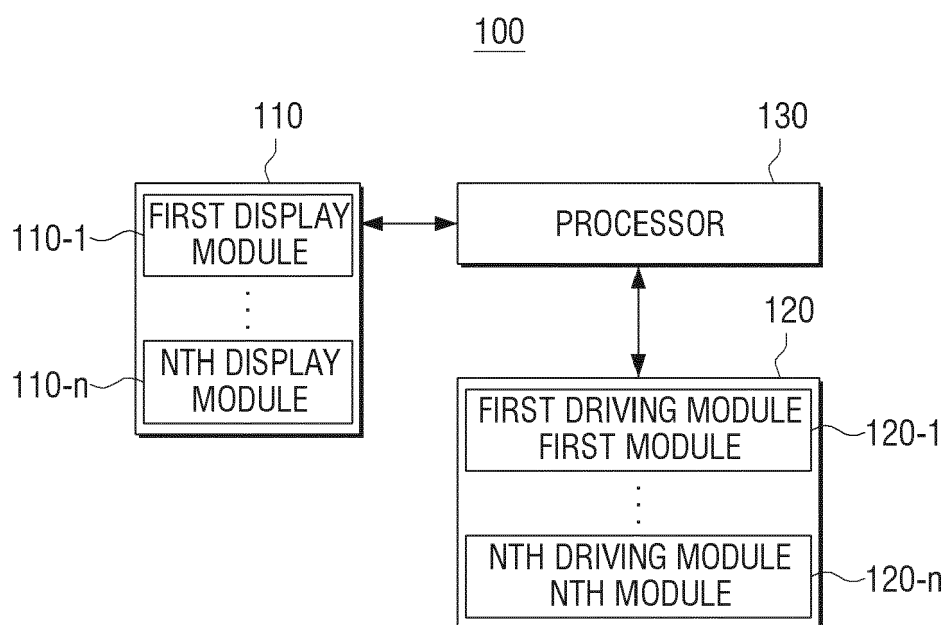 100
110
130
FIRST DISPLAY
MODULE
110-1
PROCESSOR
NTH DISPLAY
MODULE
110-n
120
FIRST DRIVING MODULE
FIRST MODULE
120-1
NTH DRIVING MODULE
NTH MODULE
120-n